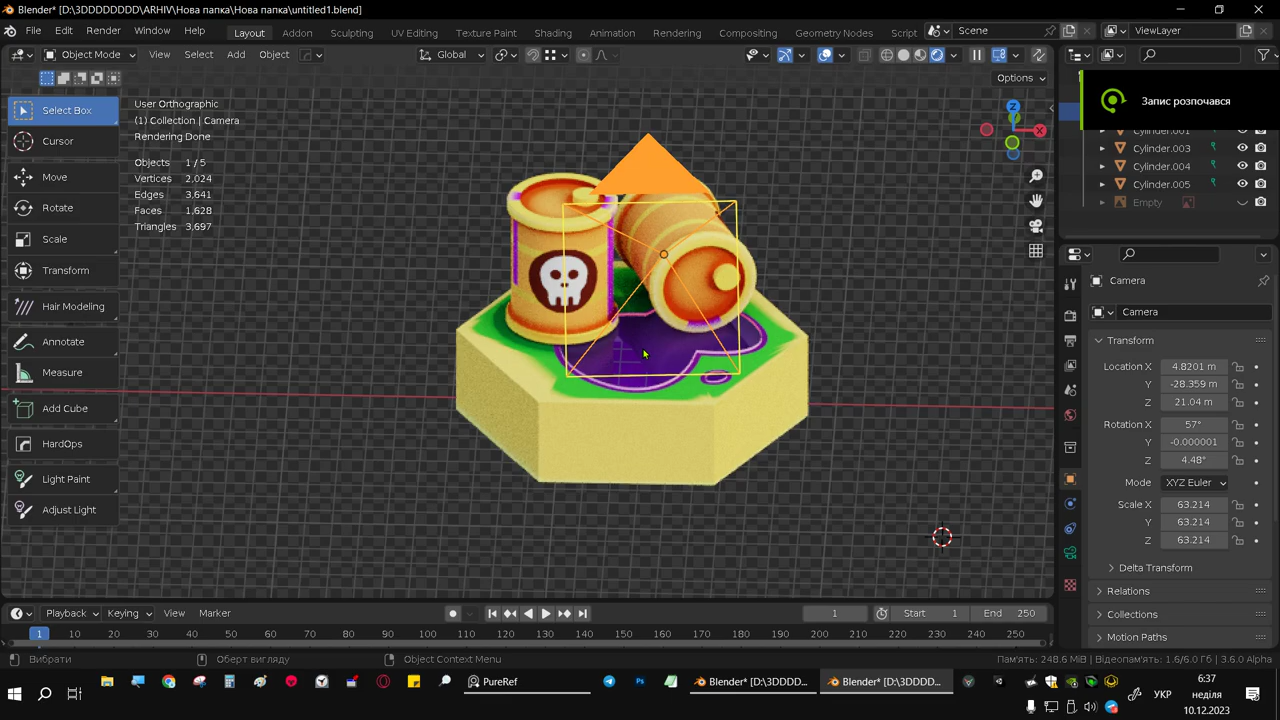 Blender* [D:\3DDDDDDDD\ARHIV\Нова папка\Нова папка\untitled1.blend]
File Edit Render Window Help Layout Addon Sculpting UV Editing Texture Paint Shading Animation Rendering Compositing Geometry Nodes Script Scene ViewLayer
Object Mode View Select Add Object Global
Options
Select Box
Cursor
Move
Rotate
Scale
Transform
Hair Modeling
Annotate
Measure
Add Cube
HardOps
Light Paint
Adjust Light
User Orthographic
(1) Collection | Camera
Rendering Done
Objects 1 / 5
Vertices 2,024
Edges 3,641
Faces 1,628
Triangles 3,697
Z
X
Запис розпочався
Cylinder.001
Cylinder.003
Cylinder.004
Cylinder.005
Empty
Camera
Camera
Transform
Location X 4.8201 m
Y -28.359 m
Z 21.04 m
Rotation X 57°
Y -0.000001
Z 4.48°
Mode XYZ Euler
Scale X 63.214
Y 63.214
Z 63.214
Delta Transform
Relations
Collections
Motion Paths
Playback Keying View Marker 1 Start 1 End 250
1 10 20 30 40 50 60 70 80 90 100 110 120 130 140 150 160 170 180 190 200 210 220 230 240 250
Вибрати Оберт вигляду Object Context Menu Пам'ять: 248.6 MiB | Відеопам'ять: 1.6/6.0 Gi | 3.6.0 Alpha
PureRef Blender* [D:\3DDDD... Blender* [D:\3DDDD... УКР
6:37
неділя
10.12.2023